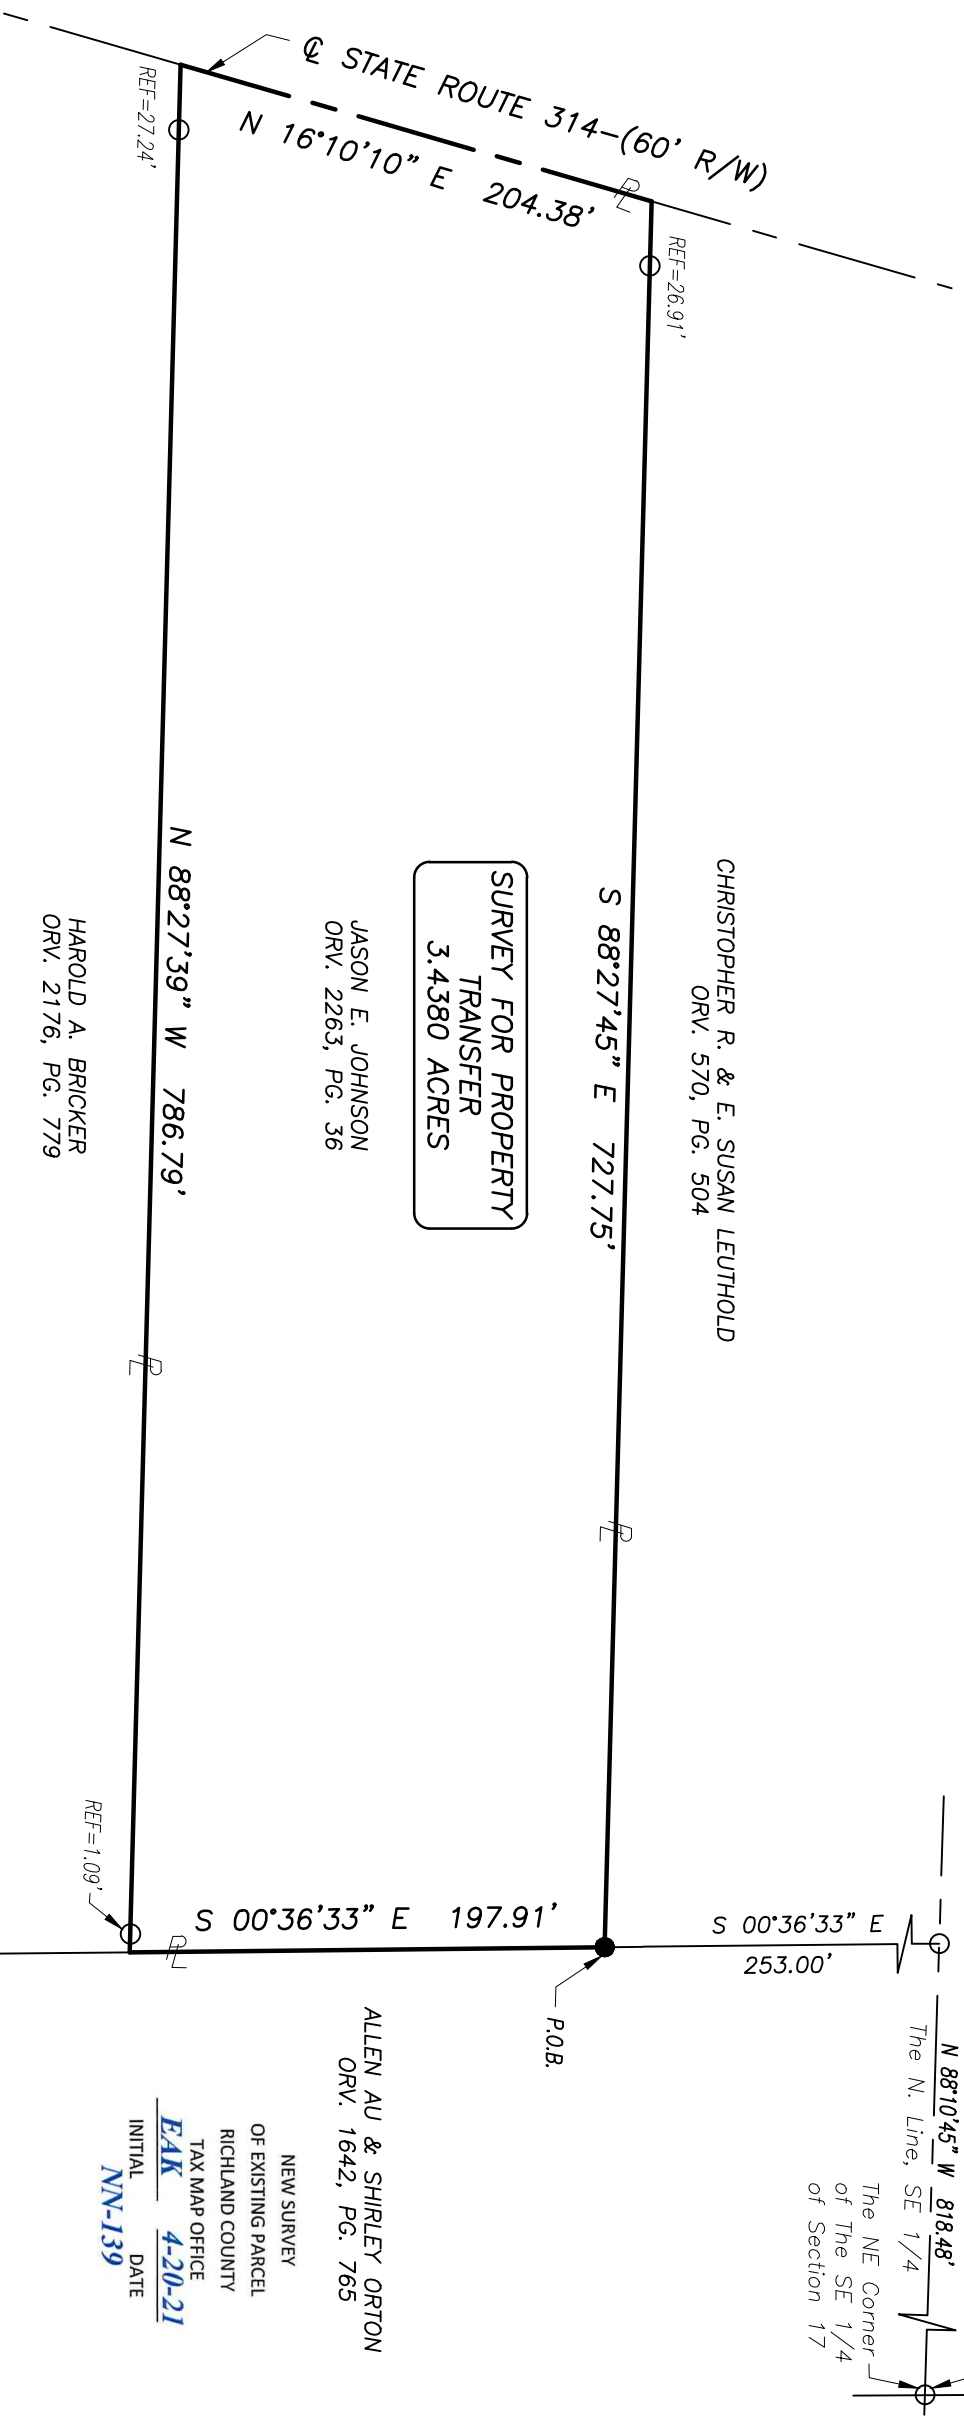 ℄ STATE ROUTE 314-(60' R/W)
N 16°10'10" E 204.38'
REF=27.24'
REF=26.91'
PL
CHRISTOPHER R. & E. SUSAN LEUTHOLD
ORV. 570, PG. 504
S 88°27'45" E 727.75'
SURVEY FOR PROPERTY
TRANSFER
3.4380 ACRES
JASON E. JOHNSON
ORV. 2263, PG. 36
N 88°27'39" W 786.79'
HAROLD A. BRICKER
ORV. 2176, PG. 779
PL
PL
REF=1.09'
S 00°36'33" E 197.91'
PL
S 00°36'33" E
253.00'
P.O.B.
N 88°10'45" W 818.48'
The N. Line, SE 1/4
The NE Corner
of The SE 1/4
of Section 17
ALLEN AU & SHIRLEY ORTON
ORV. 1642, PG. 765
NEW SURVEY
OF EXISTING PARCEL
RICHLAND COUNTY
TAX MAP OFFICE
EAK 4-20-21
INITIAL DATE
NN-139